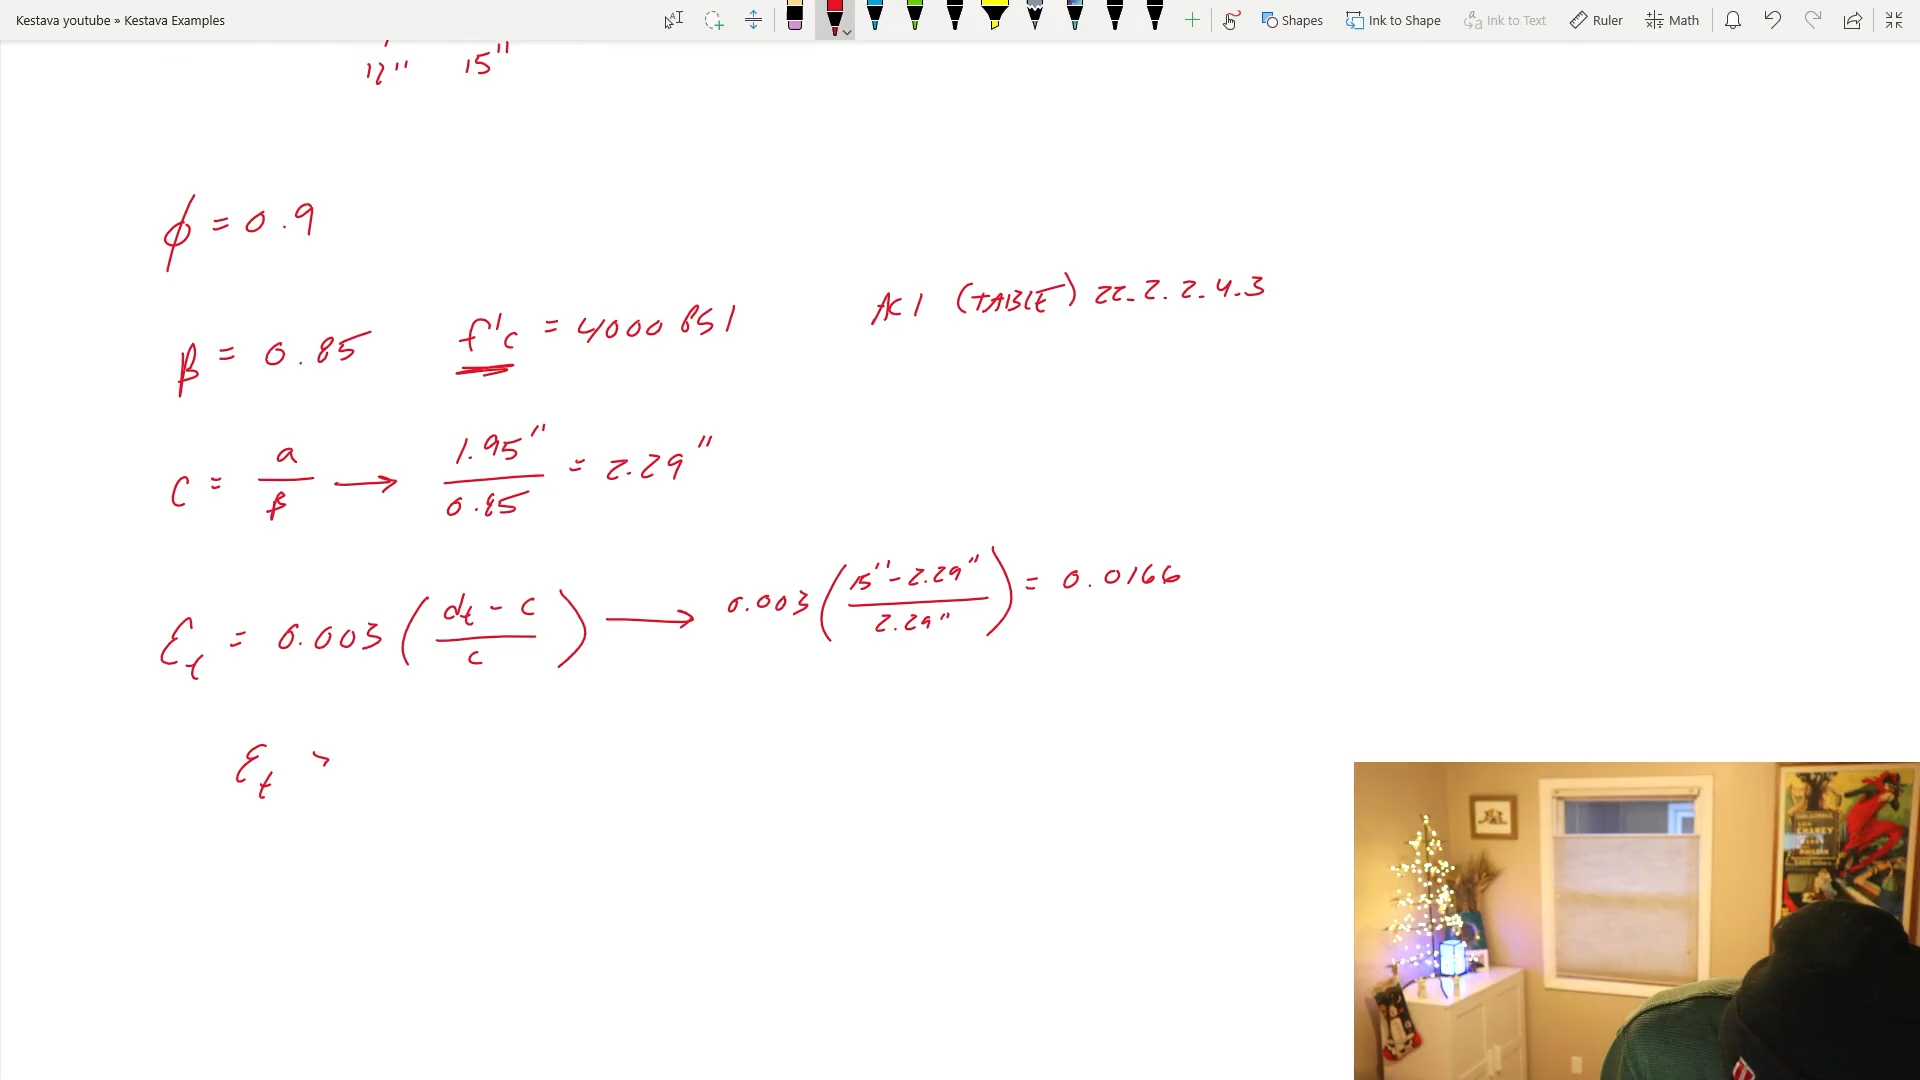 Kestava youtube » Kestava Examples
Shapes
Ink to Shape
Ink to Text
Ruler
Math
12" 15"
ϕ = 0.9
β = 0.85 f'c = 4000 PSI ACI (TABLE) 22.2.2.4.3
c = a/β → 1.95"/0.85 = 2.29"
εt = 0.003 (dt - c / c) → 0.003 (15" - 2.29" / 2.29") = 0.0166
εt >
LON CHANEY